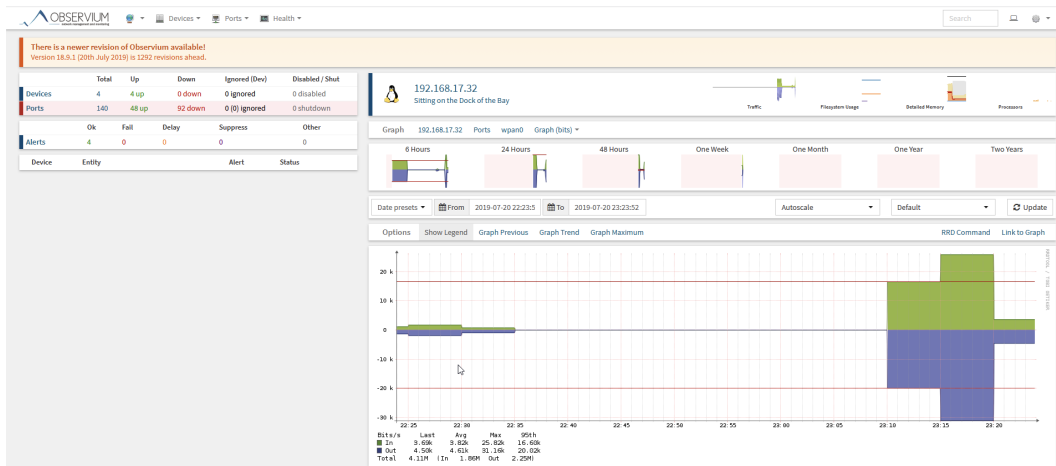 OBSERVIUM
Devices
Ports
Health
Search
There is a newer revision of Observium available!
Version 18.9.1 (20th July 2019) is 1292 revisions ahead.
Total Up Down Ignored (Dev) Disabled / Shut
Devices 4 4 up 0 down 0 ignored 0 disabled
Ports 140 48 up 92 down 0 (0) ignored 0 shutdown
Ok Fail Delay Suppress Other
Alerts 4 0 0 0 0
Device Entity Alert Status
192.168.17.32
Sitting on the Dock of the Bay
Traffic Filesystem Usage Detailed Memory Processors
Graph 192.168.17.32 Ports wpan0 Graph (bits)
6 Hours 24 Hours 48 Hours One Week One Month One Year Two Years
Date presets From 2019-07-20 22:23:5 To 2019-07-20 23:23:52 Autoscale Default Update
Options Show Legend Graph Previous Graph Trend Graph Maximum RRD Command Link to Graph
20 k
10 k
0
-10 k
-20 k
-30 k
22:25 22:30 22:35 22:40 22:45 22:50 22:55 23:00 23:05 23:10 23:15 23:20
Bits/s Last Avg Max 95th
In 3.69k 3.82k 25.82k 16.60k
Out 4.50k 4.61k 31.16k 20.02k
Total 4.11M (In 1.86M Out 2.25M)